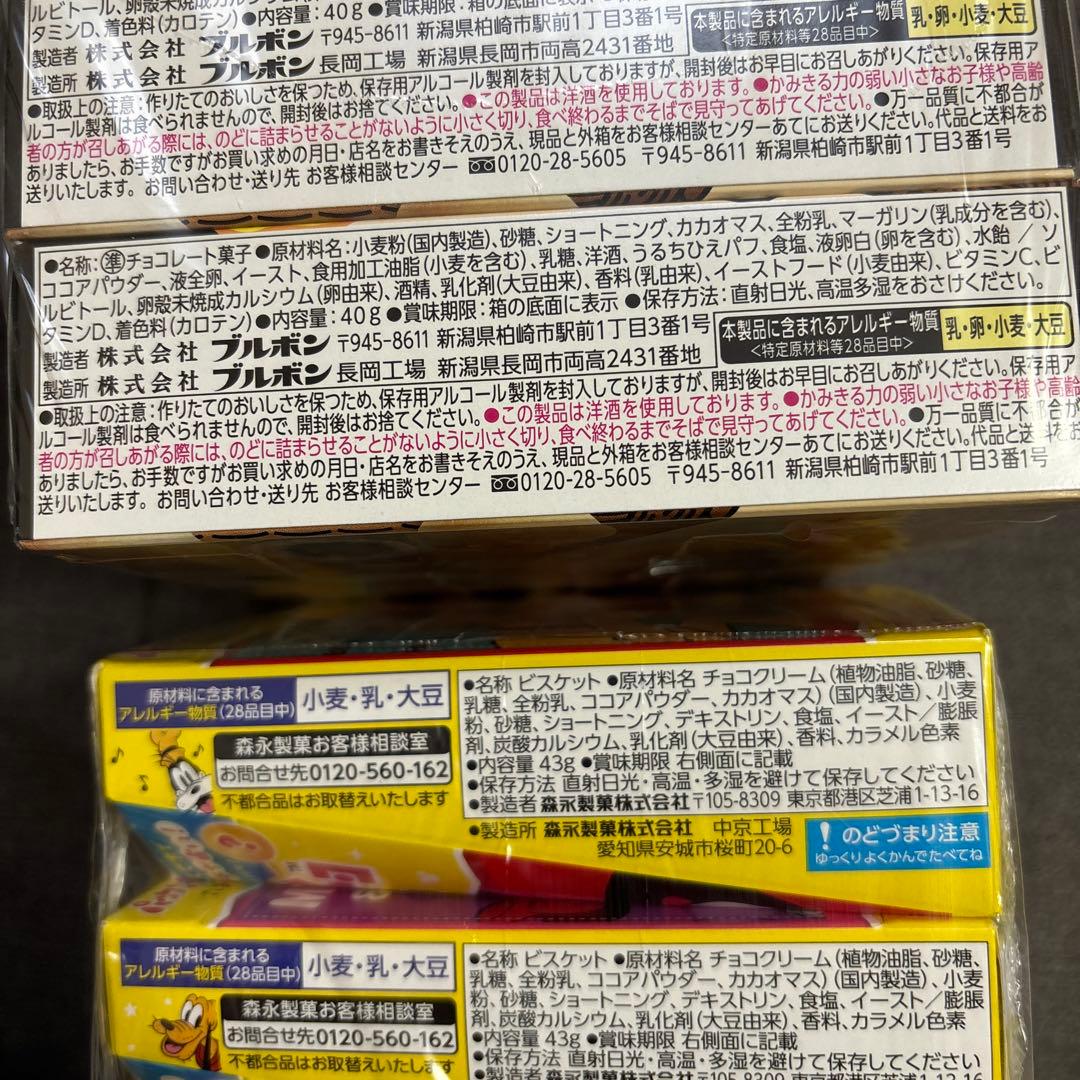 ルビトール、卵殻未焼成カルシウム
タミンD、着色料(カロテン)●内容量:40g●賞味期限:箱の底面に表示
製造者 株式会社 ブルボン 〒945-8611 新潟県柏崎市駅前1丁目3番1号
製造所 株式会社 ブルボン 長岡工場 新潟県長岡市両高2431番地
本製品に含まれるアレルギー物質
<特定原材料等28品目中>
乳・卵・小麦・大豆
●取扱上の注意:作りたてのおいしさを保つため、保存用アルコール製剤を封入しておりますが、開封後はお早目にお召しあがりください。保存用ア
ルコール製剤は食べられませんので、開封後はお捨てください。●この製品は洋酒を使用しております。●かみきる力の弱い小さなお子様や高齢
者の方が召しあがる際には、のどに詰まらせることがないように小さく切り、食べ終わるまでそばで見守ってあげてください。●万一品質に不都合が
ありましたら、お手数ですがお買い求めの月日・店名をお書きそえのうえ、現品と外箱をお客様相談センターあてにお送りください。代品と送料をお
送りいたします。お問い合わせ・送り先 お客様相談センター 0120-28-5605 〒945-8611 新潟県柏崎市駅前1丁目3番1号
●名称:準チョコレート菓子●原材料名:小麦粉(国内製造)、砂糖、ショートニング、カカオマス、全粉乳、マーガリン(乳成分を含む)、
ココアパウダー、液全卵、イースト、食用加工油脂(小麦を含む)、乳糖、洋酒、うるちひえパフ、食塩、液卵白(卵を含む)、水飴/ソ
ルビトール、卵殻未焼成カルシウム(卵由来)、酒精、乳化剤(大豆由来)、香料(乳由来)、イーストフード(小麦由来)、ビタミンC、ビ
タミンD、着色料(カロテン)●内容量:40g●賞味期限:箱の底面に表示 ●保存方法:直射日光、高温多湿をおさけください。
製造者 株式会社 ブルボン 〒945-8611 新潟県柏崎市駅前1丁目3番1号
製造所 株式会社 ブルボン 長岡工場 新潟県長岡市両高2431番地
本製品に含まれるアレルギー物質
<特定原材料等28品目中>
乳・卵・小麦・大豆
●取扱上の注意:作りたてのおいしさを保つため、保存用アルコール製剤を封入しておりますが、開封後はお早目にお召しあがりください。保存用ア
ルコール製剤は食べられませんので、開封後はお捨てください。●この製品は洋酒を使用しております。●かみきる力の弱い小さなお子様や高齢
者の方が召しあがる際には、のどに詰まらせることがないように小さく切り、食べ終わるまでそばで見守ってあげてください。●万一品質に不都合が
ありましたら、お手数ですがお買い求めの月日・店名をお書きそえのうえ、現品と外箱をお客様相談センターあてにお送りください。代品と送料をお
送りいたします。お問い合わせ・送り先 お客様相談センター 0120-28-5605 〒945-8611 新潟県柏崎市駅前1丁目3番1号
原材料に含まれる
アレルギー物質(28品目中)
小麦・乳・大豆
森永製菓お客様相談室
お問合せ先0120-560-162
不都合品はお取替えいたします
●名称 ビスケット ●原材料名 チョコクリーム(植物油脂、砂糖、
乳糖、全粉乳、ココアパウダー、カカオマス)(国内製造)、小麦
粉、砂糖、ショートニング、デキストリン、食塩、イースト/膨脹
剤、炭酸カルシウム、乳化剤(大豆由来)、香料、カラメル色素
●内容量 43g ●賞味期限 右側面に記載
●保存方法 直射日光・高温・多湿を避けて保存してください
●製造者 森永製菓株式会社 〒105-8309 東京都港区芝浦1-13-16
●製造所 森永製菓株式会社 中京工場
愛知県安城市桜町20-6
! のどづまり注意
ゆっくりよくかんでたべてね
原材料に含まれる
アレルギー物質(28品目中)
小麦・乳・大豆
森永製菓お客様相談室
お問合せ先0120-560-162
不都合品はお取替えいたします
●名称 ビスケット ●原材料名 チョコクリーム(植物油脂、砂糖、
乳糖、全粉乳、ココアパウダー、カカオマス)(国内製造)、小麦
粉、砂糖、ショートニング、デキストリン、食塩、イースト/膨脹
剤、炭酸カルシウム、乳化剤(大豆由来)、香料、カラメル色素
●内容量 43g ●賞味期限 右側面に記載
●保存方法 直射日光・高温・多湿を避けて保存してください
●製造者 森永製菓株式会社 〒105-8309 東京都港区芝浦1-13-16